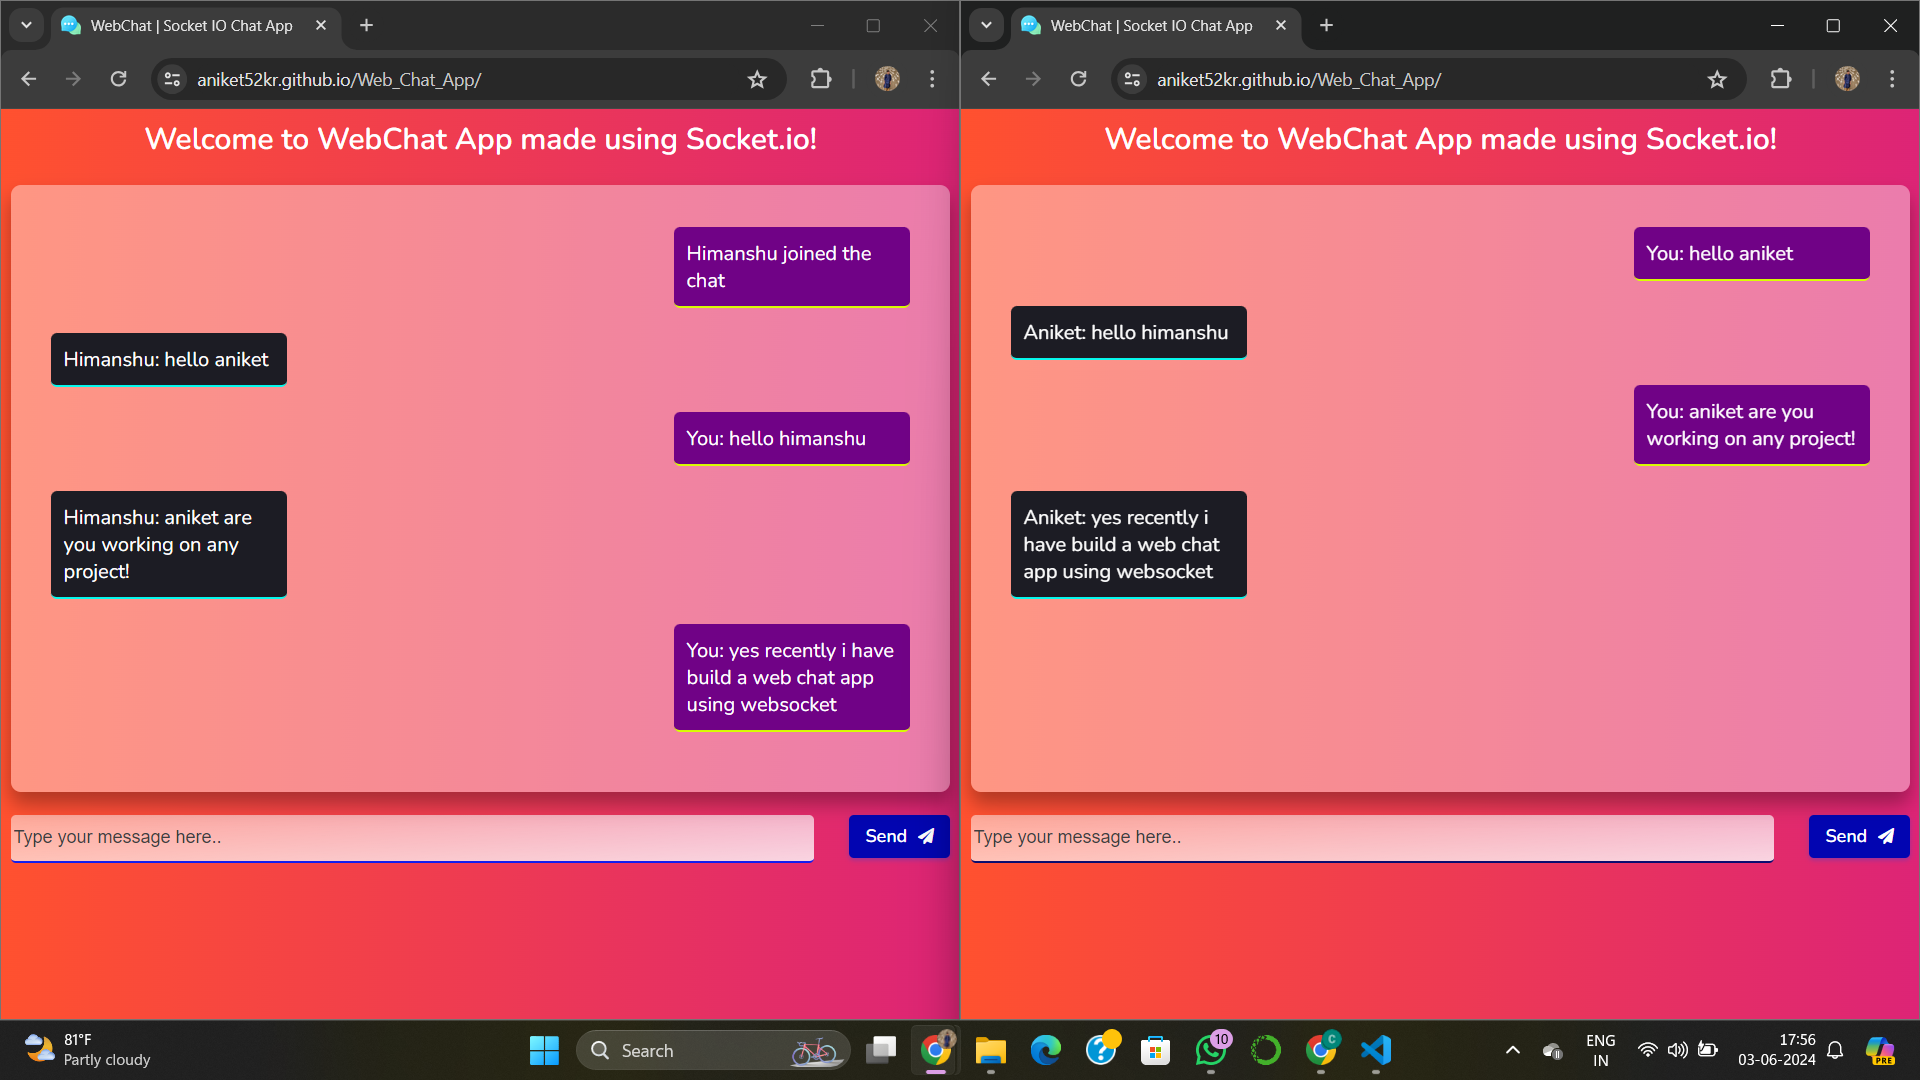 WebChat | Socket IO Chat App
aniket52kr.github.io/Web_Chat_App/
Welcome to WebChat App made using Socket.io!
Himanshu joined the
chat
Himanshu: hello aniket
You: hello himanshu
Himanshu: aniket are
you working on any
project!
You: yes recently i have
build a web chat app
using websocket
Type your message here..
Send
WebChat | Socket IO Chat App
aniket52kr.github.io/Web_Chat_App/
Welcome to WebChat App made using Socket.io!
You: hello aniket
Aniket: hello himanshu
You: aniket are you
working on any project!
Aniket: yes recently i
have build a web chat
app using websocket
Type your message here..
Send
81°F
Partly cloudy
Search
10
C
ENG
IN
17:56
03-06-2024
PRE